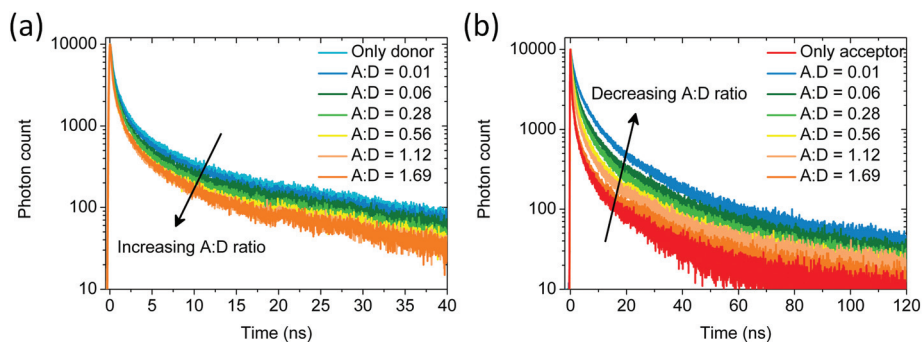 (a)
10000
1000
100
10
Photon count
0
5
10
15
20
25
30
35
40
Time (ns)
Only donor
A:D = 0.01
A:D = 0.06
A:D = 0.28
A:D = 0.56
A:D = 1.12
A:D = 1.69
Increasing A:D ratio
(b)
10000
1000
100
10
Photon count
0
20
40
60
80
100
120
Time (ns)
Only acceptor
A:D = 0.01
A:D = 0.06
A:D = 0.28
A:D = 0.56
A:D = 1.12
A:D = 1.69
Decreasing A:D ratio